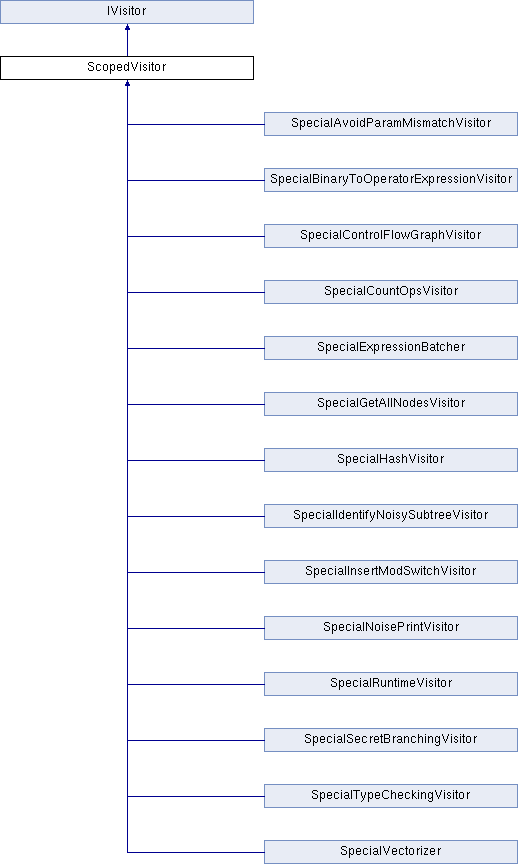 IVisitor
ScopedVisitor
SpecialAvoidParamMismatchVisitor
SpecialBinaryToOperatorExpressionVisitor
SpecialControlFlowGraphVisitor
SpecialCountOpsVisitor
SpecialExpressionBatcher
SpecialGetAllNodesVisitor
SpecialHashVisitor
SpecialIdentifyNoisySubtreeVisitor
SpecialInsertModSwitchVisitor
SpecialNoisePrintVisitor
SpecialRuntimeVisitor
SpecialSecretBranchingVisitor
SpecialTypeCheckingVisitor
SpecialVectorizer